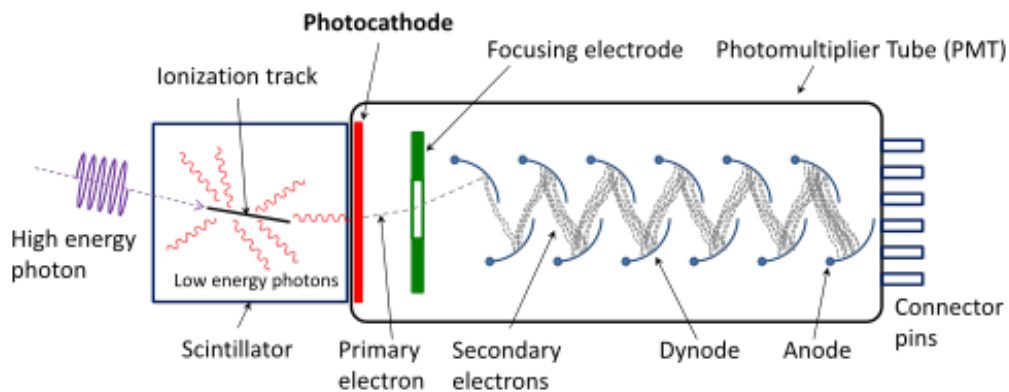 Photocathode
Focusing electrode
Photomultiplier Tube (PMT)
Ionization track
High energy
photon
Low energy photons
Scintillator
Primary
electron
Secondary
electrons
Dynode
Anode
Connector
pins